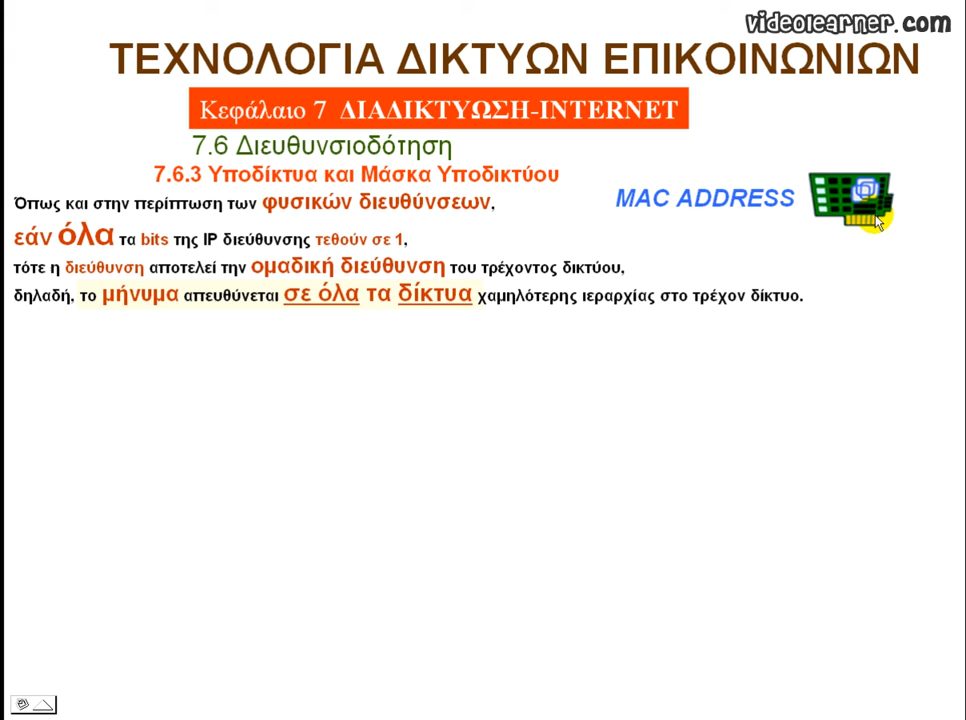 videolearner.com
ΤΕΧΝΟΛΟΓΙΑ ΔΙΚΤΥΩΝ ΕΠΙΚΟΙΝΩΝΙΩΝ
Κεφάλαιο 7 ΔΙΑΔΙΚΤΥΩΣΗ-INTERNET
7.6 Διευθυνσιοδότηση
7.6.3 Υποδίκτυα και Μάσκα Υποδικτύου
MAC ADDRESS
Όπως και στην περίπτωση των φυσικών διευθύνσεων,
εάν όλα τα bits της IP διεύθυνσης τεθούν σε 1,
τότε η διεύθυνση αποτελεί την ομαδική διεύθυνση του τρέχοντος δικτύου,
δηλαδή, το μήνυμα απευθύνεται σε όλα τα δίκτυα χαμηλότερης ιεραρχίας στο τρέχον δίκτυο.